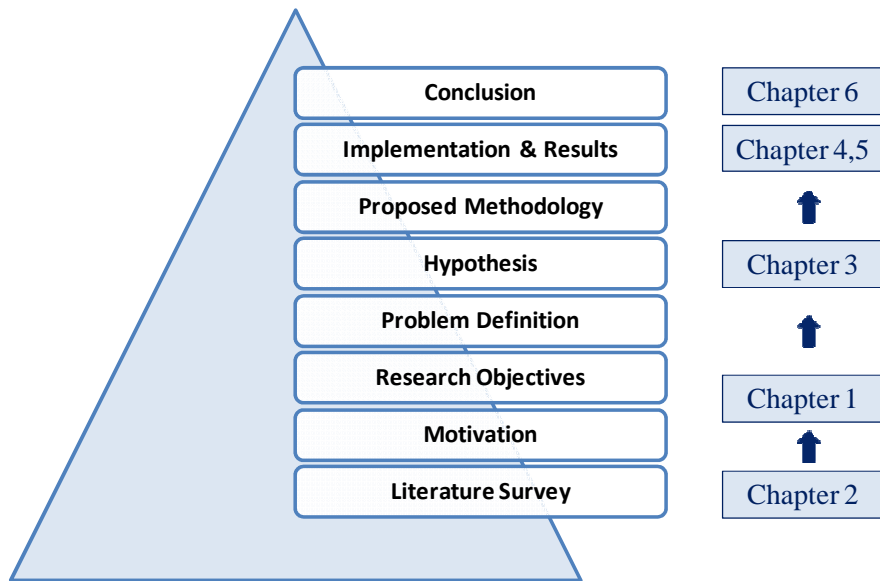 Conclusion
Chapter 6
Implementation & Results
Chapter 4,5
Proposed Methodology
Hypothesis
Chapter 3
Problem Definition
Research Objectives
Chapter 1
Motivation
Literature Survey
Chapter 2